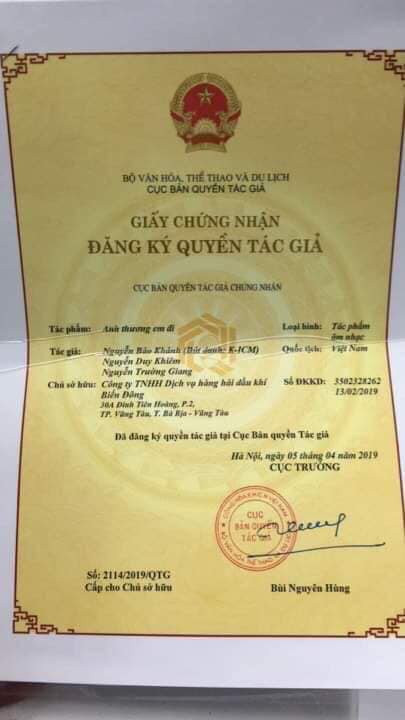 BỘ VĂN HÓA, THỂ THAO VÀ DU LỊCH
CỤC BẢN QUYỀN TÁC GIẢ
GIẤY CHỨNG NHẬN
ĐĂNG KÝ QUYỀN TÁC GIẢ
CỤC BẢN QUYỀN TÁC GIẢ CHỨNG NHẬN
Tác phẩm: Anh thương em đi Loại hình: Tác phẩm
âm nhạc
Tác giả: Nguyễn Bảo Khánh (Bút danh: K-ICM) Quốc tịch: Việt Nam
Nguyễn Duy Khiêm
Nguyễn Trường Giang
Chủ sở hữu: Công ty TNHH Dịch vụ hàng hải dầu khí Số ĐKKD: 3502328262
Biển Đông 13/02/2019
30A Đinh Tiên Hoàng, P.2,
TP. Vũng Tàu, T. Bà Rịa - Vũng Tàu
Đã đăng ký quyền tác giả tại Cục Bản quyền Tác giả
Hà Nội, ngày 05 tháng 04 năm 2019
CỤC TRƯỞNG
CỤC
BẢN QUYỀN
TÁC GIẢ
Số: 2114/2019/QTG
Cấp cho Chủ sở hữu Bùi Nguyên Hùng